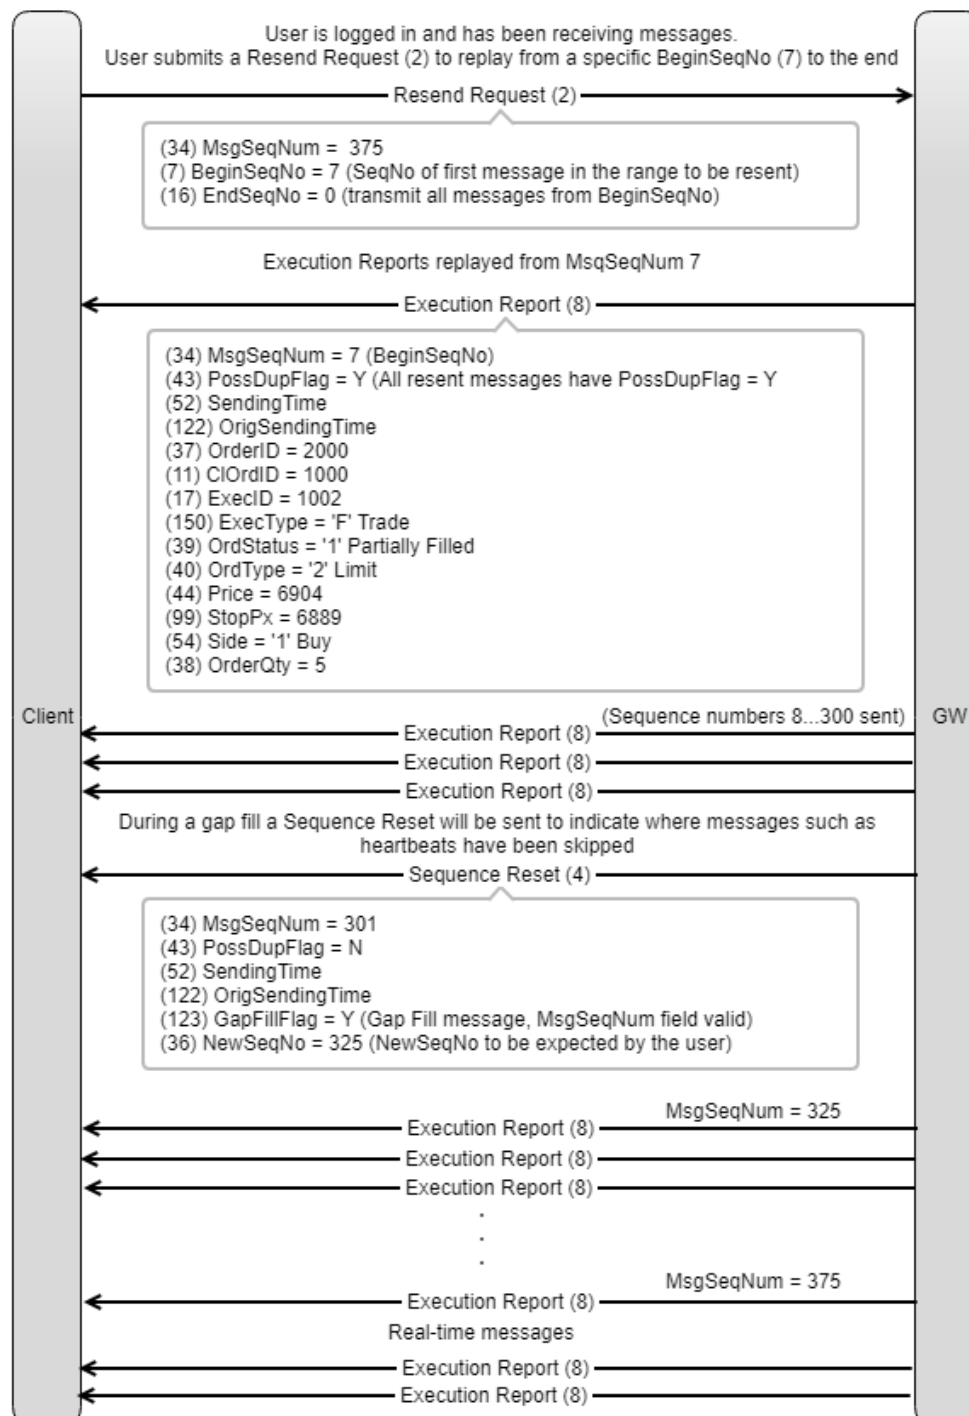 User is logged in and has been receiving messages.
User submits a Resend Request (2) to replay from a specific BeginSeqNo (7) to the end
Resend Request (2)
(34) MsgSeqNum =  375
(7) BeginSeqNo = 7 (SeqNo of first message in the range to be resent)
(16) EndSeqNo = 0 (transmit all messages from BeginSeqNo)
Execution Reports replayed from MsqSeqNum 7
Execution Report (8)
(34) MsgSeqNum = 7 (BeginSeqNo)
(43) PossDupFlag = Y (All resent messages have PossDupFlag = Y
(52) SendingTime
(122) OrigSendingTime
(37) OrderID = 2000
(11) ClOrdID = 1000
(17) ExecID = 1002
(150) ExecType = 'F' Trade
(39) OrdStatus = '1' Partially Filled
(40) OrdType = '2' Limit
(44) Price = 6904
(99) StopPx = 6889
(54) Side = '1' Buy
(38) OrderQty = 5
Client
GW
(Sequence numbers 8...300 sent)
Execution Report (8)
Execution Report (8)
Execution Report (8)
During a gap fill a Sequence Reset will be sent to indicate where messages such as
heartbeats have been skipped
Sequence Reset (4)
(34) MsgSeqNum = 301
(43) PossDupFlag = N
(52) SendingTime
(122) OrigSendingTime
(123) GapFillFlag = Y (Gap Fill message, MsgSeqNum field valid)
(36) NewSeqNo = 325 (NewSeqNo to be expected by the user)
MsgSeqNum = 325
Execution Report (8)
Execution Report (8)
Execution Report (8)
.
.
.
MsgSeqNum = 375
Execution Report (8)
Real-time messages
Execution Report (8)
Execution Report (8)